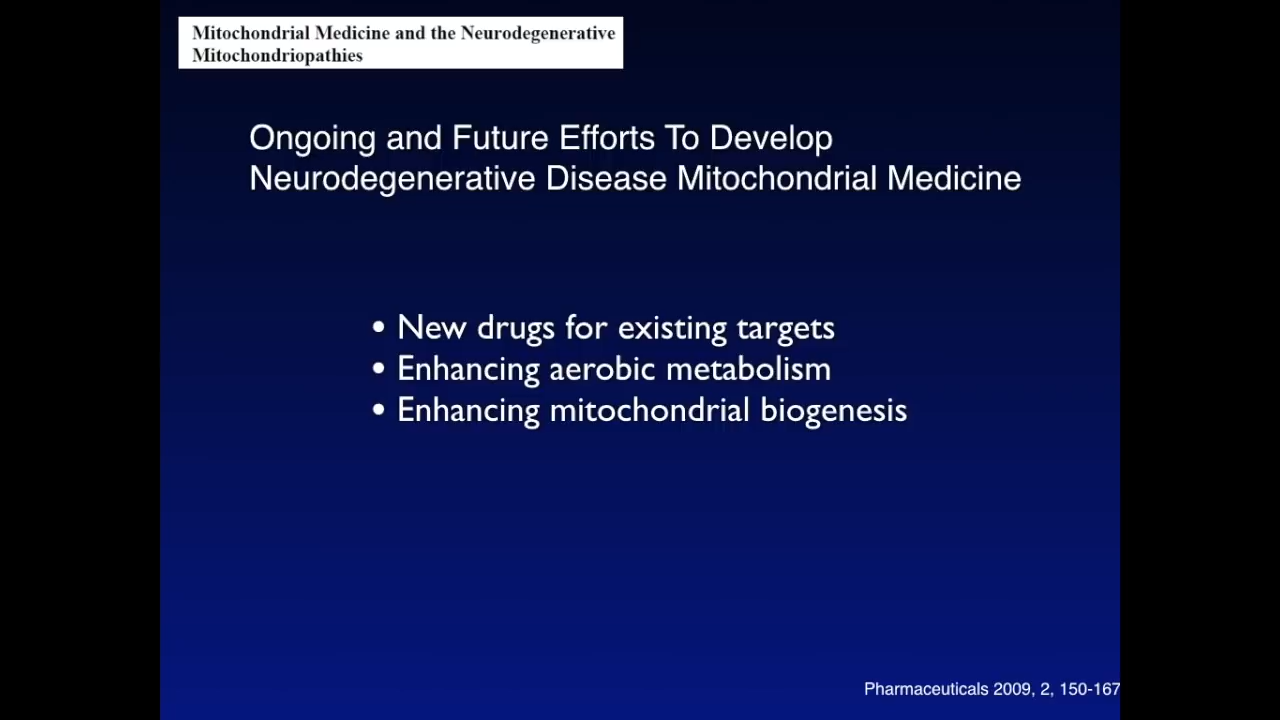 Mitochondrial Medicine and the Neurodegenerative
Mitochondriopathies
Ongoing and Future Efforts To Develop
Neurodegenerative Disease Mitochondrial Medicine
• New drugs for existing targets
• Enhancing aerobic metabolism
• Enhancing mitochondrial biogenesis
Pharmaceuticals 2009, 2, 150-167